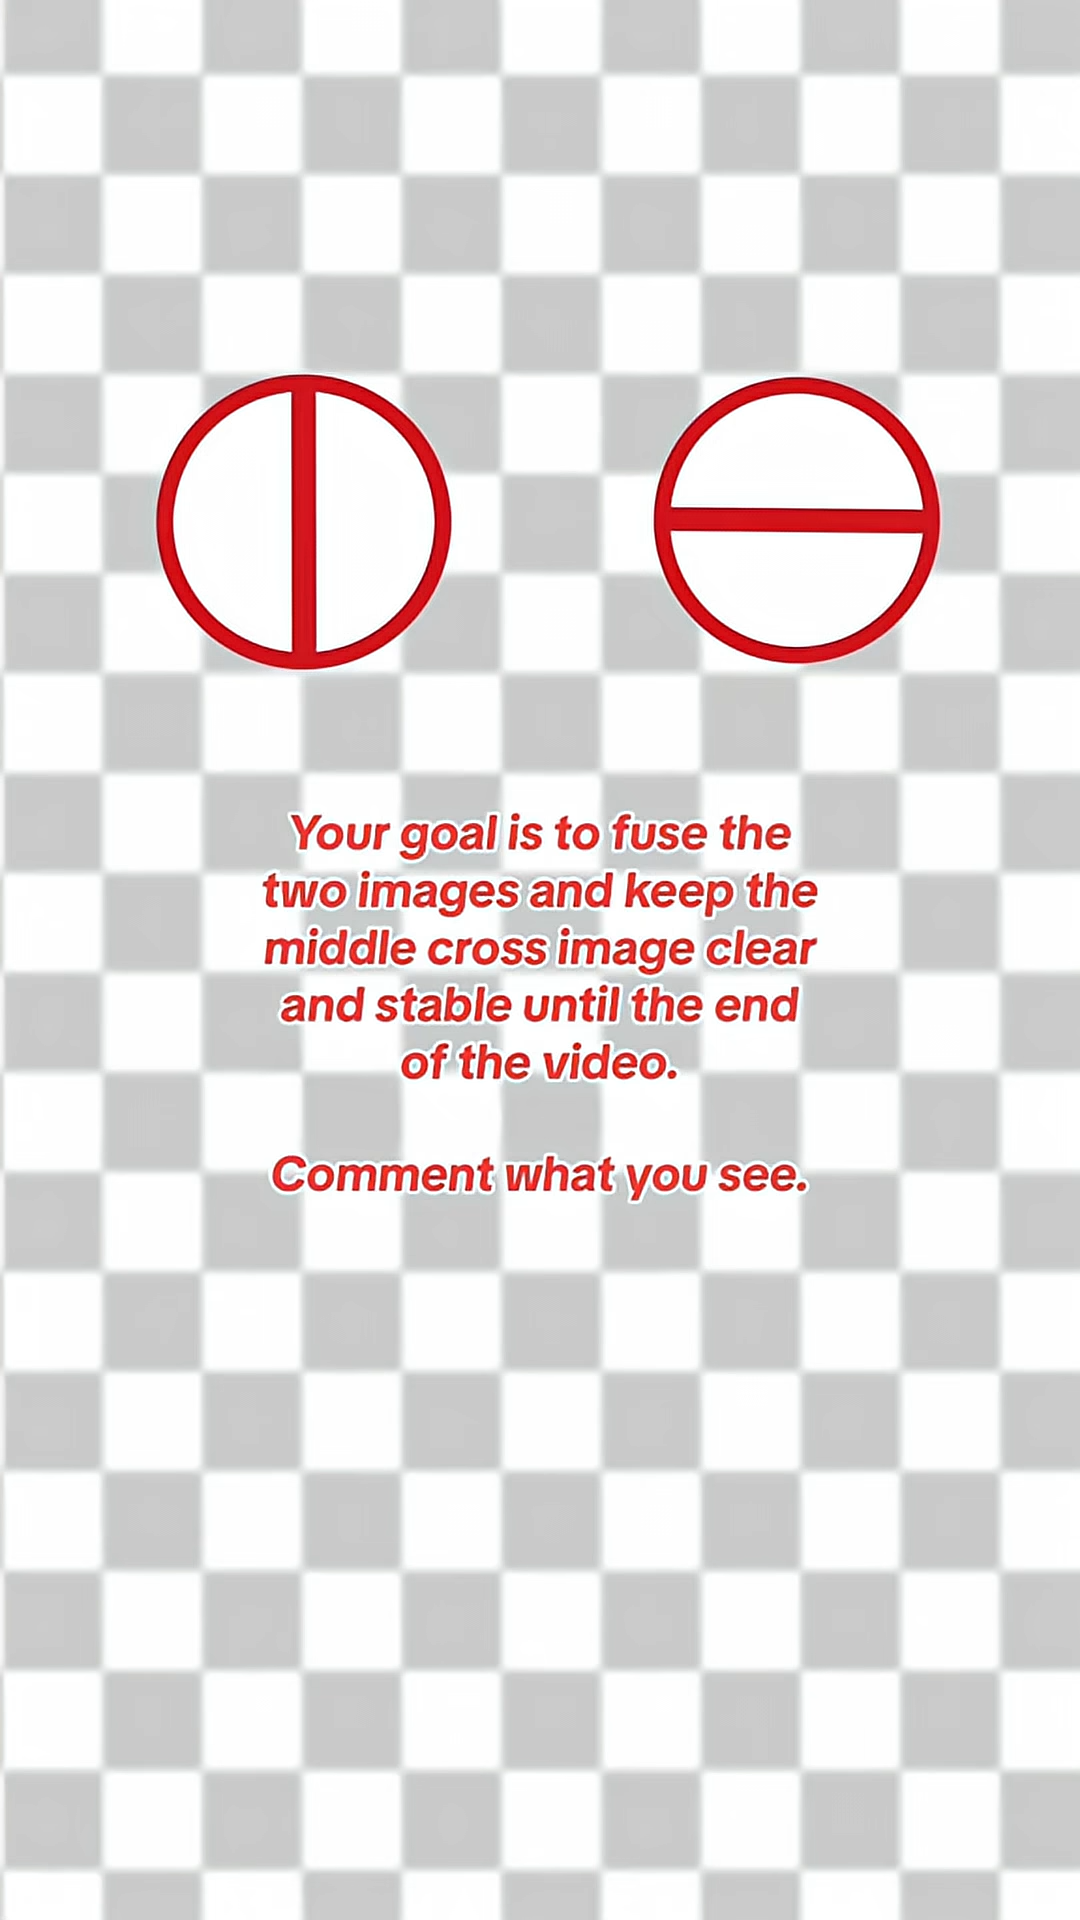 Your goal is to fuse the
two images and keep the
middle cross image clear
and stable until the end
of the video.
Comment what you see.